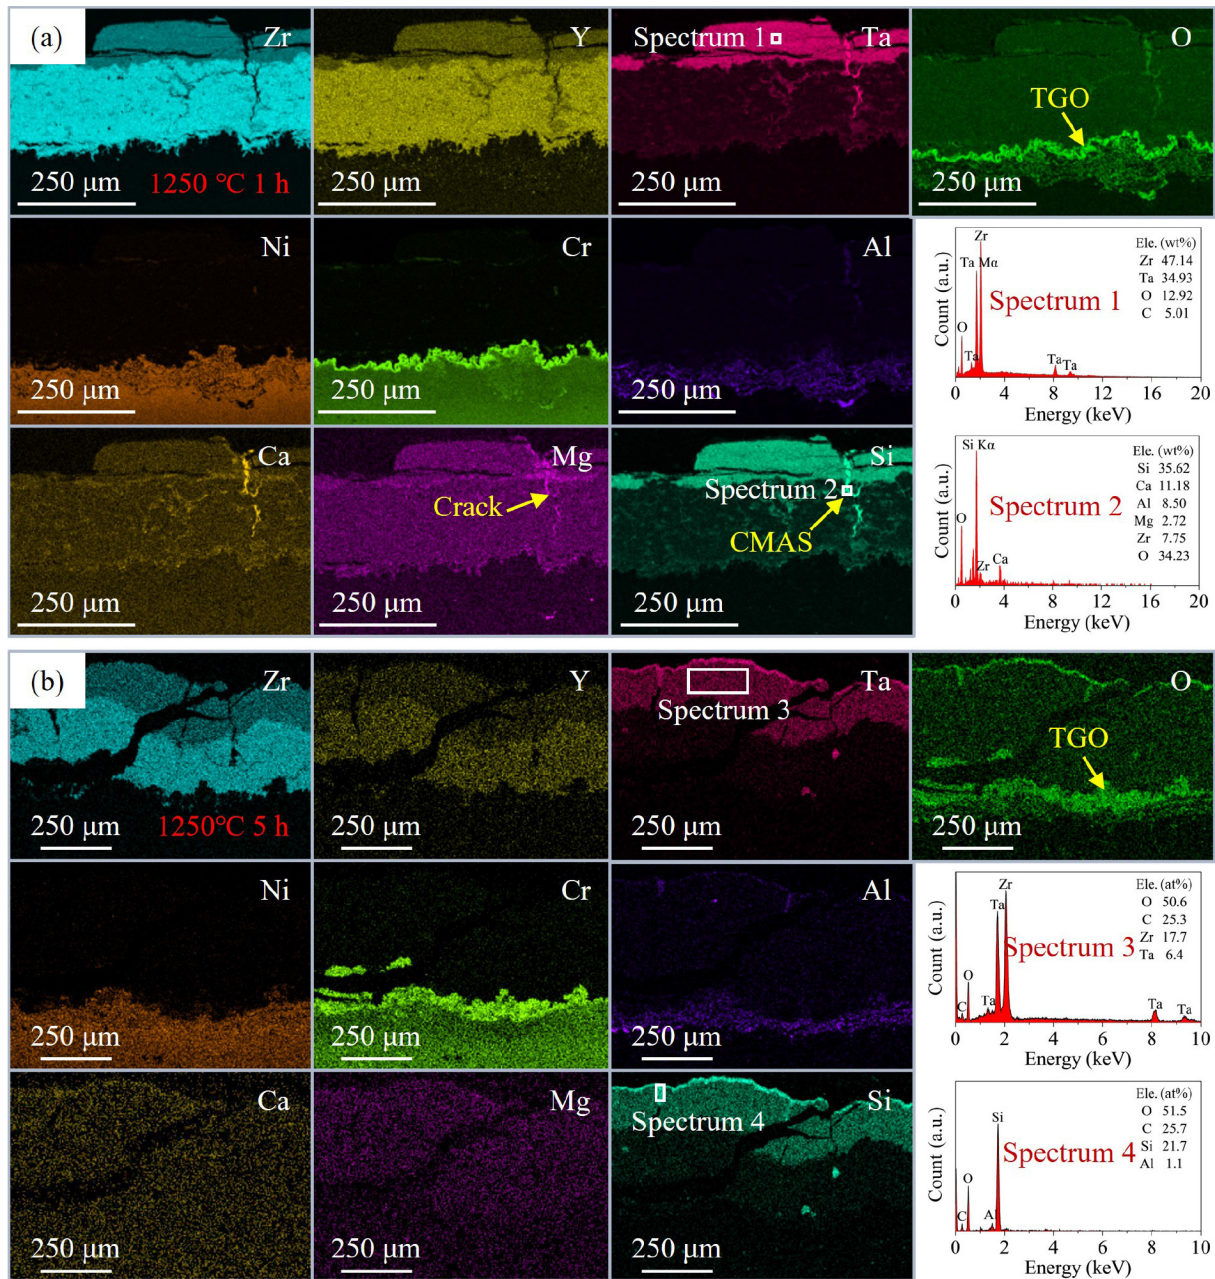 (a)
Zr
1250 ℃ 1 h
250 μm
Y
250 μm
Spectrum 1
Ta
250 μm
O
TGO
250 μm
Ni
250 μm
Cr
250 μm
Al
250 μm
Count (a.u.)
Zr
Ta Mα
O
Ta
Ta
Ta
Spectrum 1
Ele. (wt%)
Zr 47.14
Ta 34.93
O 12.92
C 5.01
0 4 8 12 16 20
Energy (keV)
Ca
250 μm
Mg
Crack
250 μm
Si
Spectrum 2
CMAS
250 μm
Count (a.u.)
Si Kα
O
Zr
Ca
Spectrum 2
Ele. (wt%)
Si 35.62
Ca 11.18
Al 8.50
Mg 2.72
Zr 7.75
O 34.23
0 4 8 12 16 20
Energy (keV)
(b)
Zr
250 μm
1250℃ 5 h
Y
250 μm
Ta
Spectrum 3
250 μm
O
TGO
250 μm
Ni
250 μm
Cr
250 μm
Al
250 μm
Count (a.u.)
Zr
Ta
O
C
Ta
Ta
Ta
Spectrum 3
Ele. (at%)
O 50.6
C 25.3
Zr 17.7
Ta 6.4
0 2 4 6 8 10
Energy (keV)
Ca
250 μm
Mg
250 μm
Si
Spectrum 4
250 μm
Count (a.u.)
Si
O
C
Al
Spectrum 4
Ele. (at%)
O 51.5
C 25.7
Si 21.7
Al 1.1
0 2 4 6 8 10
Energy (keV)